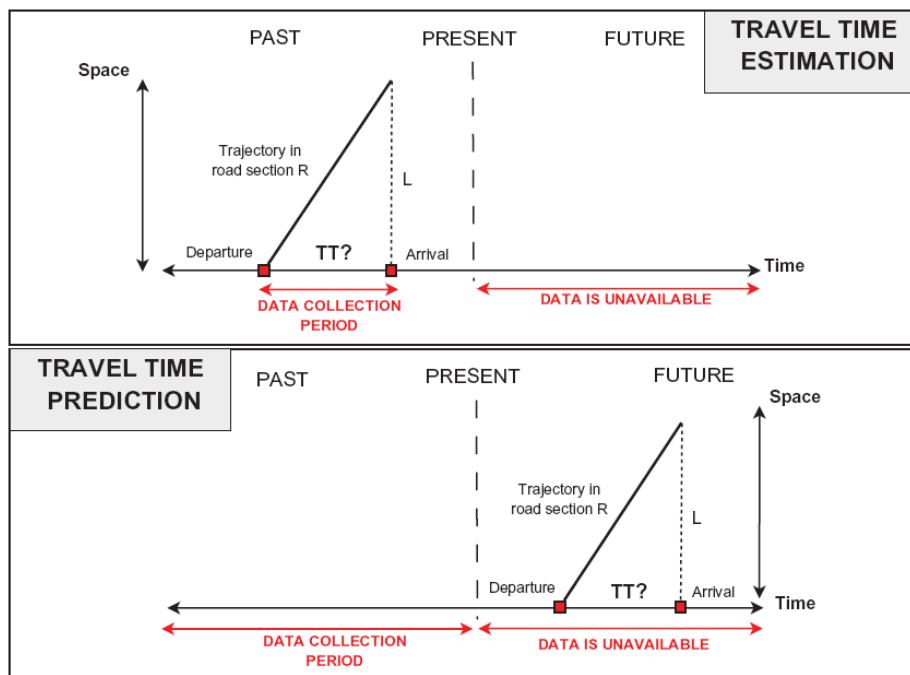 PAST
PRESENT
FUTURE
TRAVEL TIME
ESTIMATION
Space
Trajectory in
road section R
L
Departure
TT?
Arrival
Time
DATA COLLECTION
PERIOD
DATA IS UNAVAILABLE
TRAVEL TIME
PREDICTION
PAST
PRESENT
FUTURE
Space
Trajectory in
road section R
L
Departure
TT?
Arrival
Time
DATA COLLECTION
PERIOD
DATA IS UNAVAILABLE